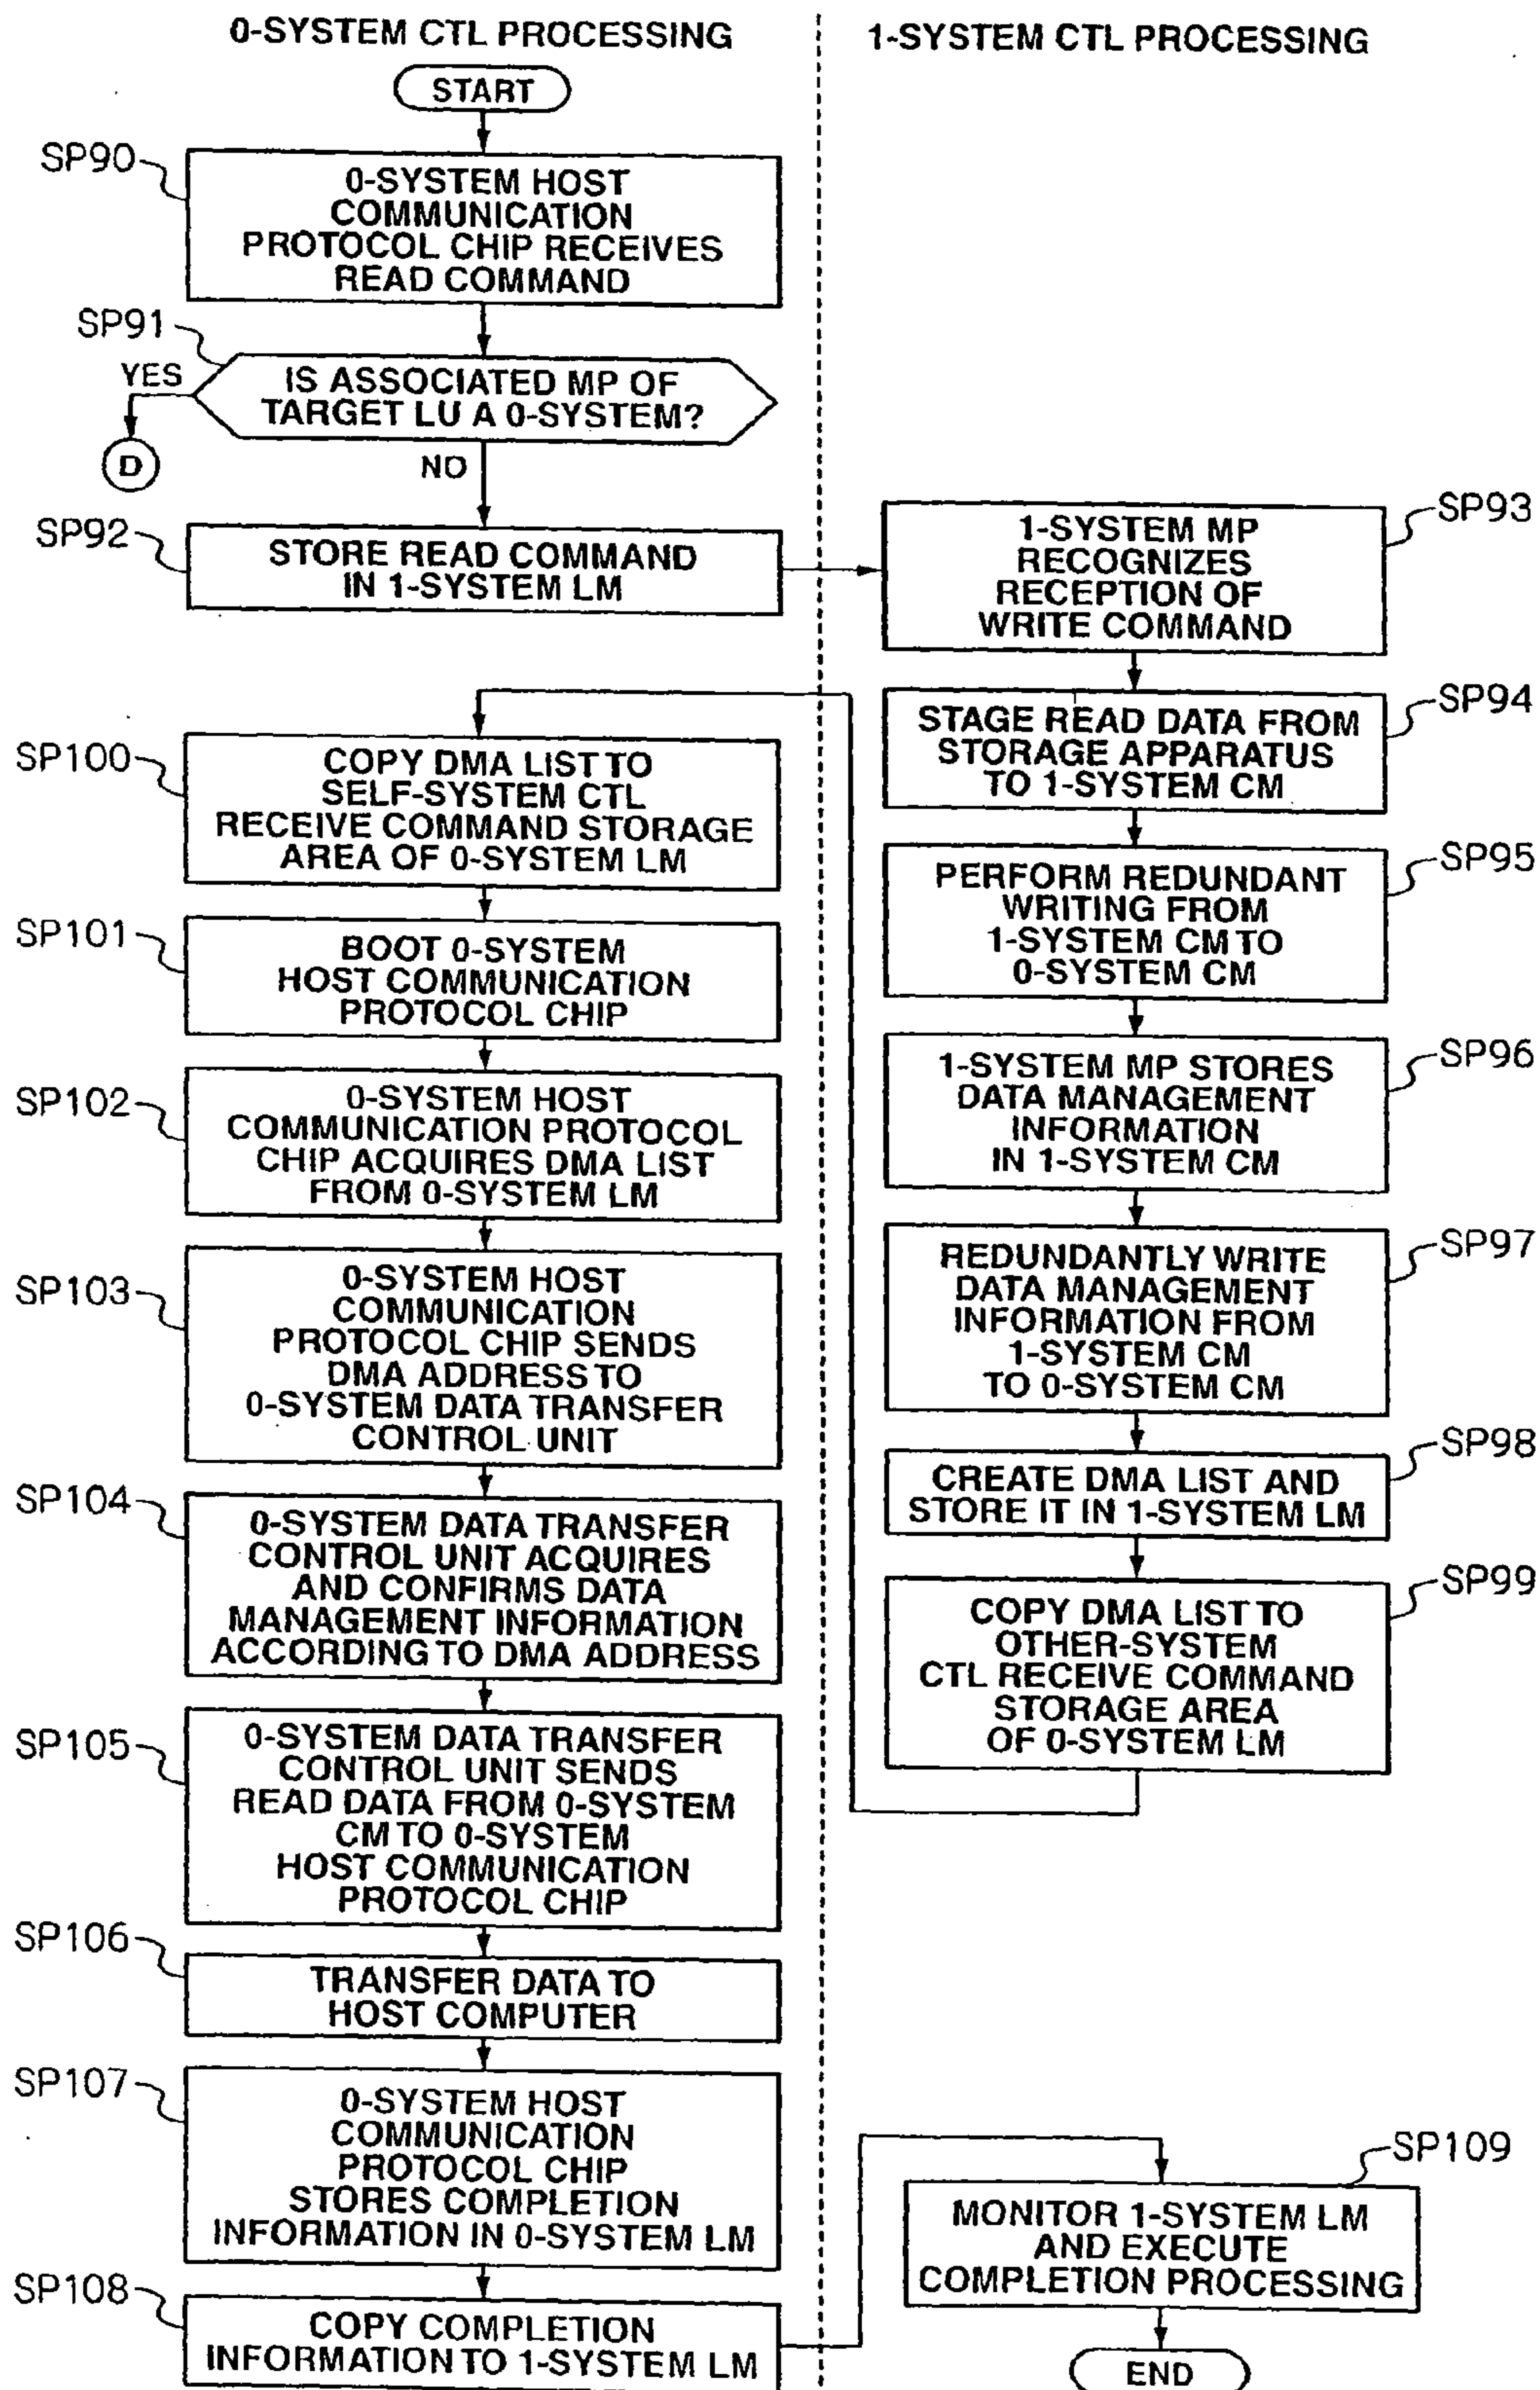 0-SYSTEM CTL PROCESSING
1-SYSTEM CTL PROCESSING
START
SP90
0-SYSTEM HOST
COMMUNICATION
PROTOCOL CHIP RECEIVES
READ COMMAND
SP91
YES
IS ASSOCIATED MP OF
TARGET LU A 0-SYSTEM?
D
NO
SP92
STORE READ COMMAND
IN 1-SYSTEM LM
SP93
1-SYSTEM MP
RECOGNIZES
RECEPTION OF
WRITE COMMAND
SP94
STAGE READ DATA FROM
STORAGE APPARATUS
TO 1-SYSTEM CM
SP95
PERFORM REDUNDANT
WRITING FROM
1-SYSTEM CM TO
0-SYSTEM CM
SP96
1-SYSTEM MP STORES
DATA MANAGEMENT
INFORMATION
IN 1-SYSTEM CM
SP97
REDUNDANTLY WRITE
DATA MANAGEMENT
INFORMATION FROM
1-SYSTEM CM
TO 0-SYSTEM CM
SP98
CREATE DMA LIST AND
STORE IT IN 1-SYSTEM LM
SP99
COPY DMA LIST TO
OTHER-SYSTEM
CTL RECEIVE COMMAND
STORAGE AREA
OF 0-SYSTEM LM
SP100
COPY DMA LIST TO
SELF-SYSTEM CTL
RECEIVE COMMAND STORAGE
AREA OF 0-SYSTEM LM
SP101
BOOT 0-SYSTEM
HOST COMMUNICATION
PROTOCOL CHIP
SP102
0-SYSTEM HOST
COMMUNICATION PROTOCOL
CHIP ACQUIRES DMA LIST
FROM 0-SYSTEM LM
SP103
0-SYSTEM HOST
COMMUNICATION
PROTOCOL CHIP SENDS
DMA ADDRESS TO
0-SYSTEM DATA TRANSFER
CONTROL UNIT
SP104
0-SYSTEM DATA TRANSFER
CONTROL UNIT ACQUIRES
AND CONFIRMS DATA
MANAGEMENT INFORMATION
ACCORDING TO DMA ADDRESS
SP105
0-SYSTEM DATA TRANSFER
CONTROL UNIT SENDS
READ DATA FROM 0-SYSTEM
CM TO 0-SYSTEM
HOST COMMUNICATION
PROTOCOL CHIP
SP106
TRANSFER DATA TO
HOST COMPUTER
SP107
0-SYSTEM HOST
COMMUNICATION
PROTOCOL CHIP
STORES COMPLETION
INFORMATION IN 0-SYSTEM LM
SP108
COPY COMPLETION
INFORMATION TO 1-SYSTEM LM
SP109
MONITOR 1-SYSTEM LM
AND EXECUTE
COMPLETION PROCESSING
END